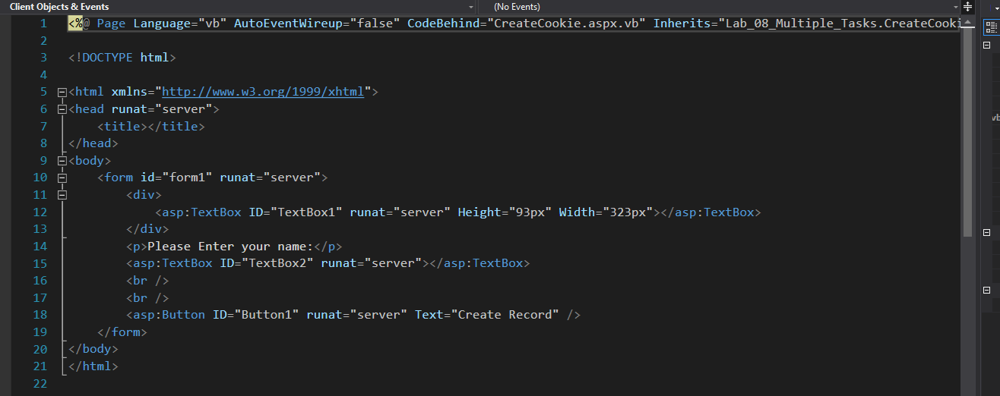 Client Objects & Events (No Events)
1 <%@ Page Language="vb" AutoEventWireup="false" CodeBehind="CreateCookie.aspx.vb" Inherits="Lab_08_Multiple_Tasks.CreateCooki
2
3 <!DOCTYPE html>
4
5 <html xmlns="http://www.w3.org/1999/xhtml">
6 <head runat="server">
7     <title></title>
8 </head>
9 <body>
10     <form id="form1" runat="server">
11         <div>
12             <asp:TextBox ID="TextBox1" runat="server" Height="93px" Width="323px"></asp:TextBox>
13         </div>
14         <p>Please Enter your name:</p>
15         <asp:TextBox ID="TextBox2" runat="server"></asp:TextBox>
16         <br />
17         <br />
18         <asp:Button ID="Button1" runat="server" Text="Create Record" />
19     </form>
20 </body>
21 </html>
22
vb